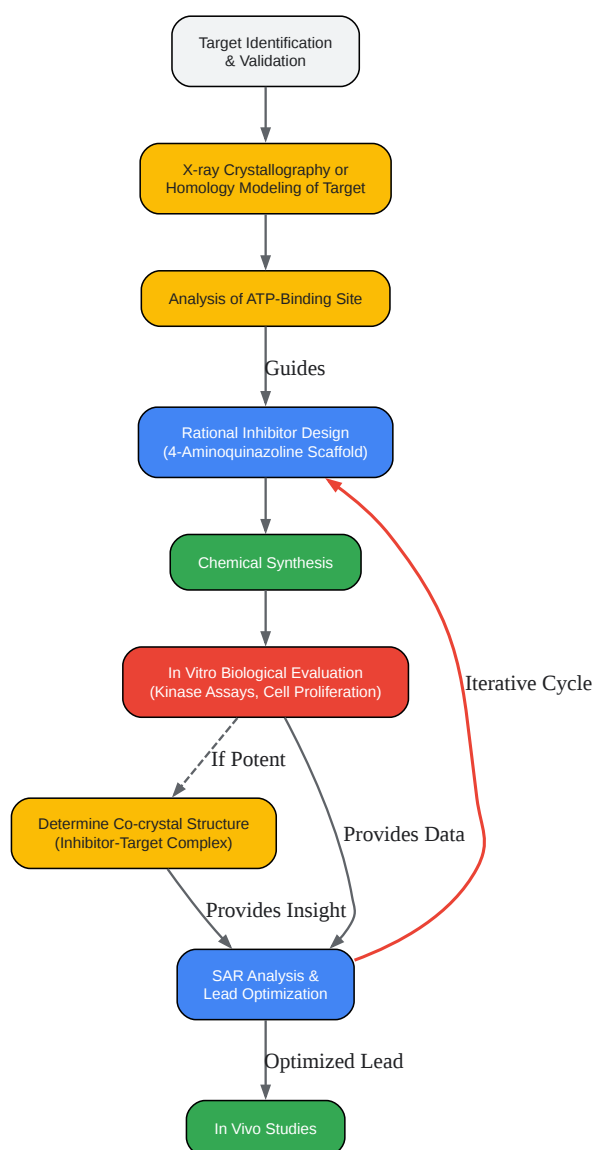 Target Identification
& Validation
X-ray Crystallography or
Homology Modeling of Target
Analysis of ATP-Binding Site
Guides
Rational Inhibitor Design
(4-Aminoquinazoline Scaffold)
Chemical Synthesis
In Vitro Biological Evaluation
(Kinase Assays, Cell Proliferation)
Iterative Cycle
If Potent
Determine Co-crystal Structure
(Inhibitor-Target Complex)
Provides Data
Provides Insight
SAR Analysis &
Lead Optimization
Optimized Lead
In Vivo Studies